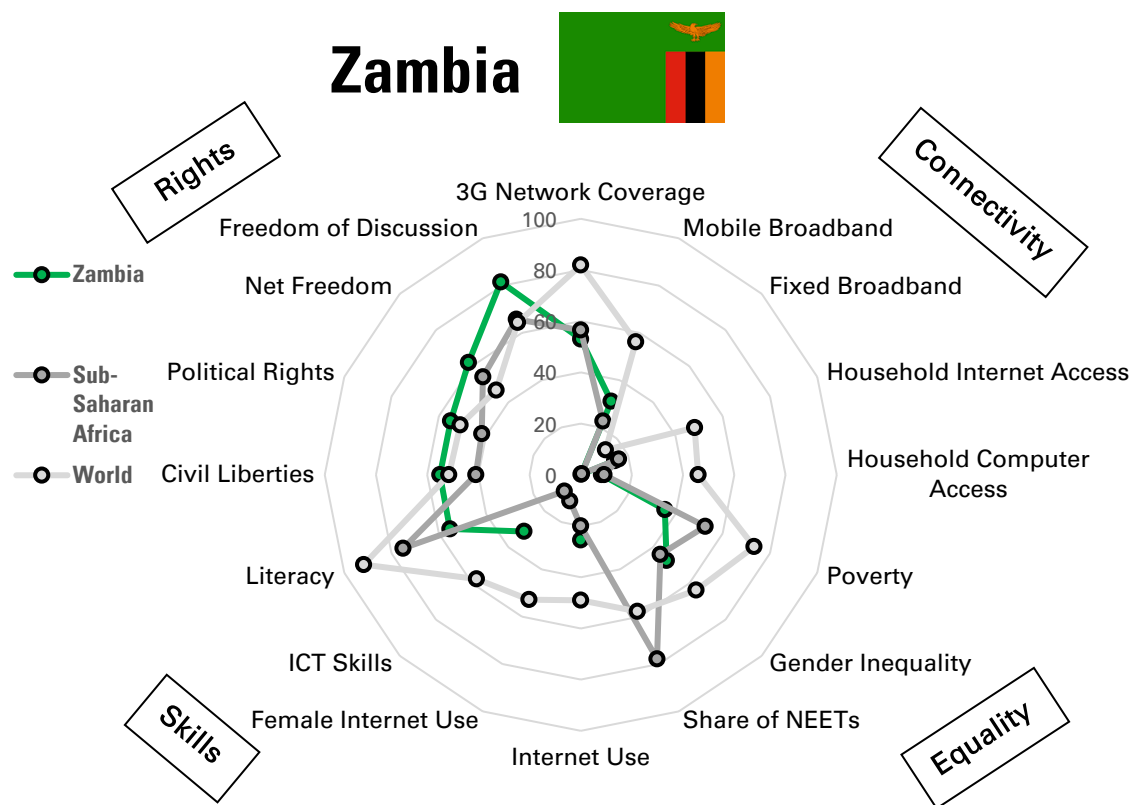 Zambia
Rights
Connectivity
3G Network Coverage
Freedom of Discussion
Mobile Broadband
Net Freedom
Fixed Broadband
Political Rights
Household Internet Access
Civil Liberties
Household Computer
Access
Literacy
Poverty
ICT Skills
Gender Inequality
Female Internet Use
Share of NEETs
Internet Use
100
80
60
40
20
0
Zambia
Sub-
Saharan
Africa
World
Skills
Equality